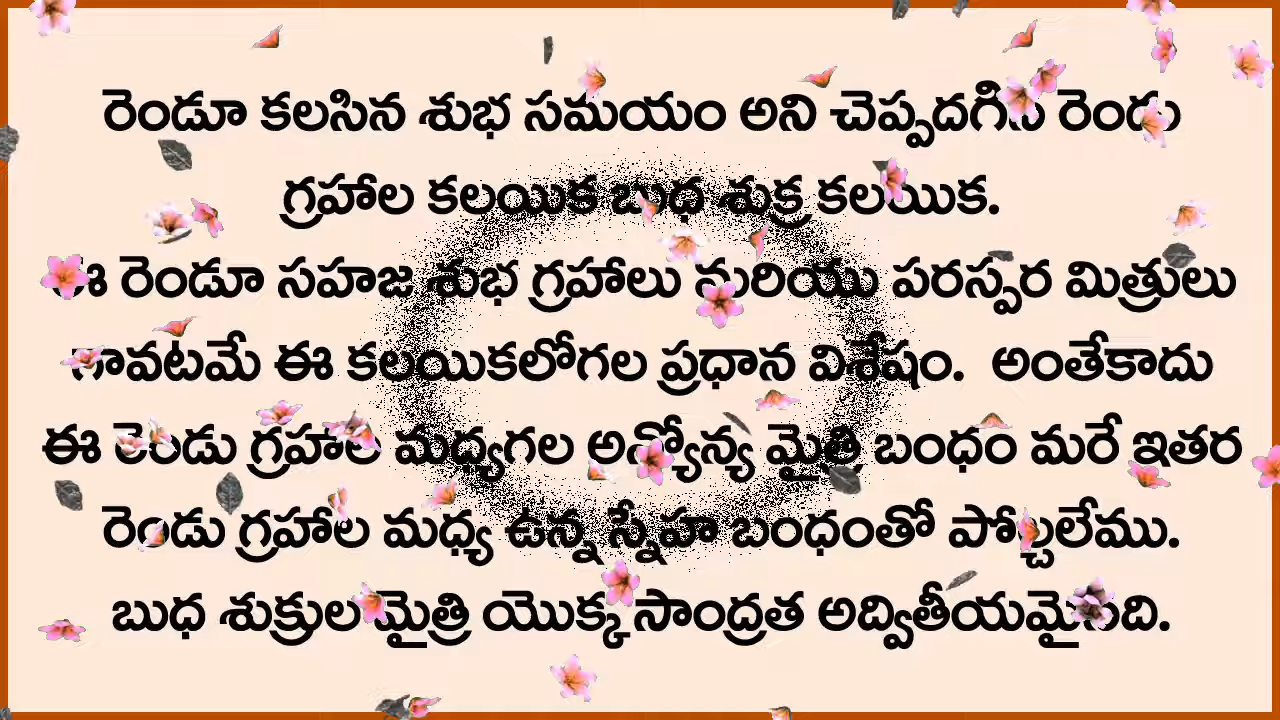 రెండూ కలసిన శుభ సమయం అని చెప్పదగిన రెండు
గ్రహాల కలయిక బుధ శుక్ర కలయిక.
ఈ రెండూ సహజ శుభ గ్రహాలు మరియు పరస్పర మిత్రులు
గావటమే ఈ కలయికలోగల ప్రధాన విశేషం. అంతేకాదు
ఈ రెండు గ్రహాల మధ్యగల అన్యోన్య మైత్రి బంధం మరే ఇతర
రెండు గ్రహాల మధ్య ఉన్న స్నేహ బంధంతో పోల్చలేము.
బుధ శుక్రుల మైత్రి యొక్క సాంద్రత అద్వితీయమైనది.